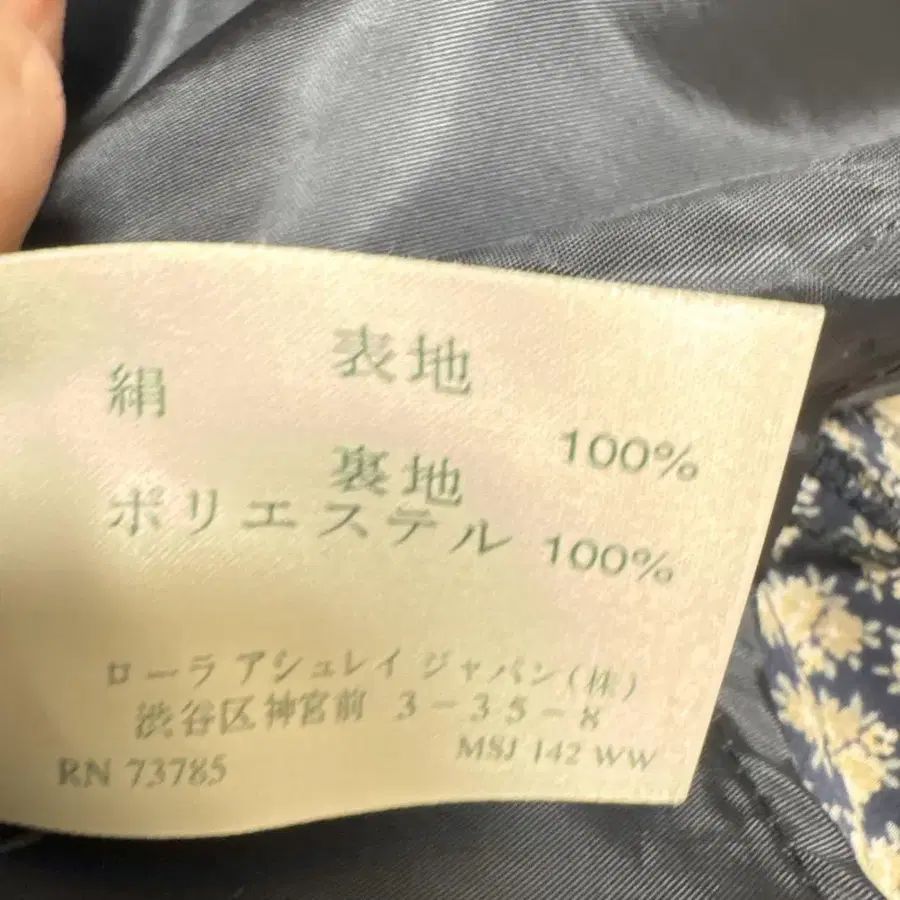 表地
絹 100%
裏地
ポリエステル 100%
ローラ アシュレイ ジャパン(株)
渋谷区神宮前 3-35-8
MSJ 142 WW
RN 73785